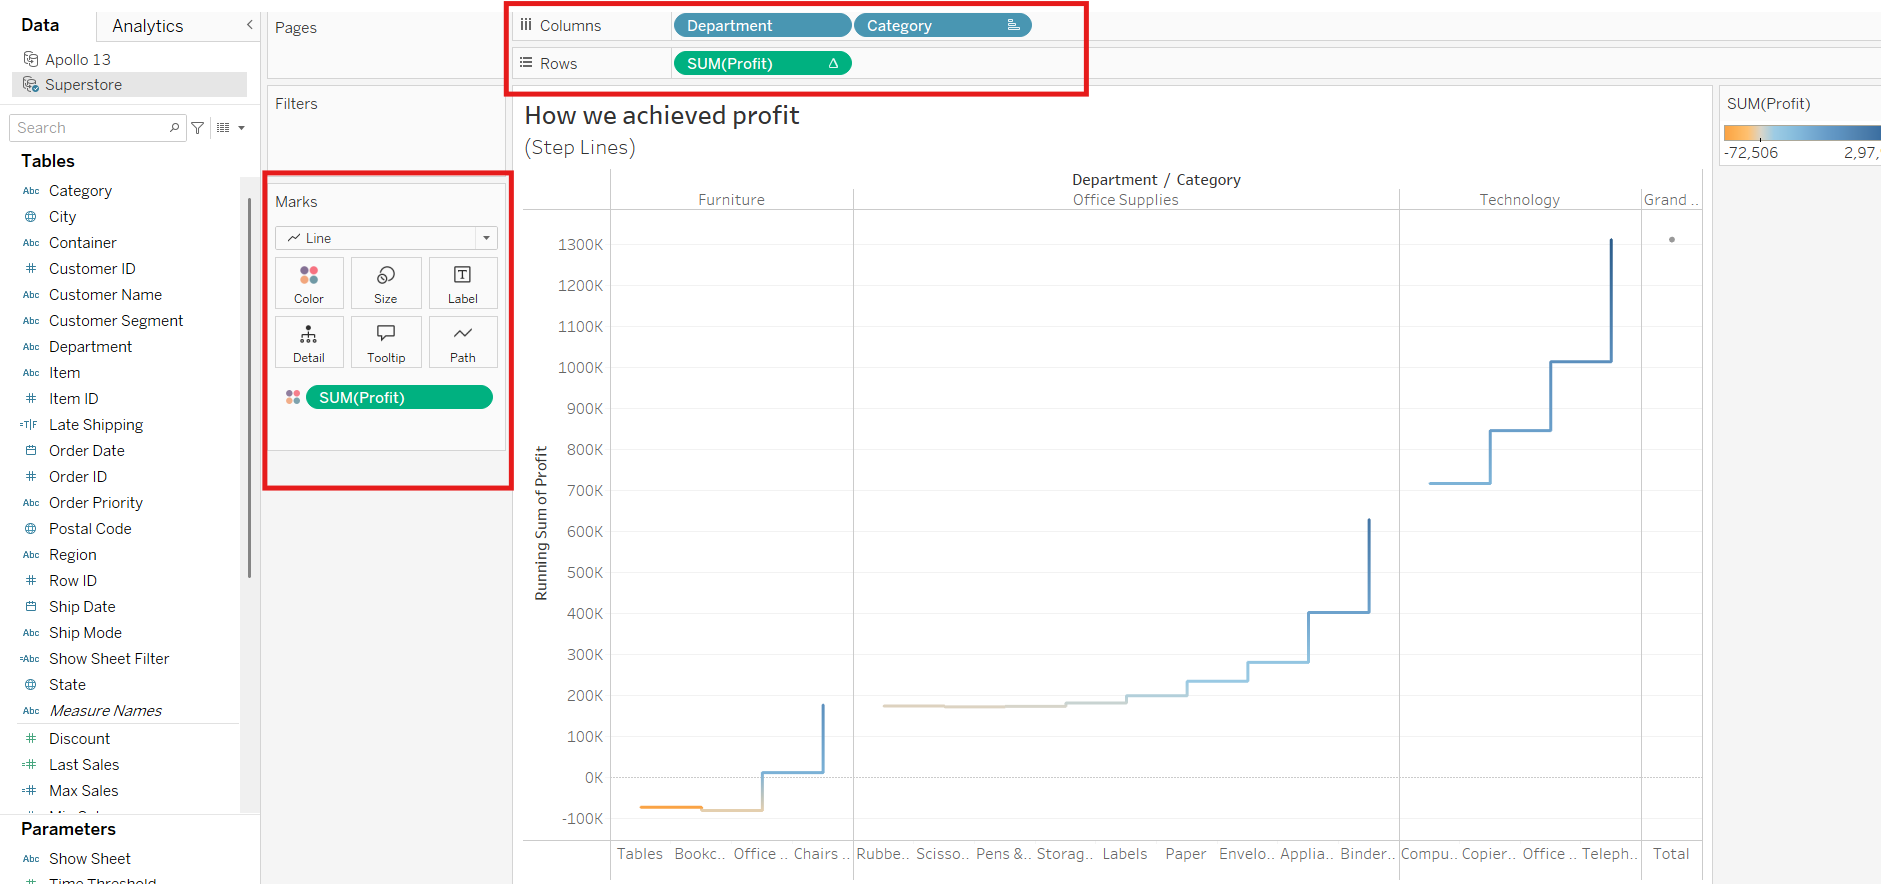 Data
Analytics
Apollo 13
Superstore
Search
Tables
Abc Category
City
Abc Container
# Customer ID
Abc Customer Name
Abc Customer Segment
Abc Department
Abc Item
# Item ID
=T|F Late Shipping
Order Date
# Order ID
Abc Order Priority
Postal Code
Abc Region
# Row ID
Ship Date
Abc Ship Mode
=Abc Show Sheet Filter
State
Abc Measure Names
# Discount
=# Last Sales
=# Max Sales
Parameters
Abc Show Sheet
# Time Threshold
Pages
Filters
Marks
Line
Color Size Label
Detail Tooltip Path
SUM(Profit)
Columns Department Category
Rows SUM(Profit) Δ
How we achieved profit
(Step Lines)
Department / Category
Furniture Office Supplies Technology Grand ..
Running Sum of Profit
1300K
1200K
1100K
1000K
900K
800K
700K
600K
500K
400K
300K
200K
100K
0K
-100K
Tables Bookc.. Office .. Chairs .. Rubbe.. Scisso.. Pens &.. Storag.. Labels Paper Envelo.. Applia.. Binder.. Compu.. Copier.. Office .. Teleph.. Total
SUM(Profit)
-72,506 2,97,